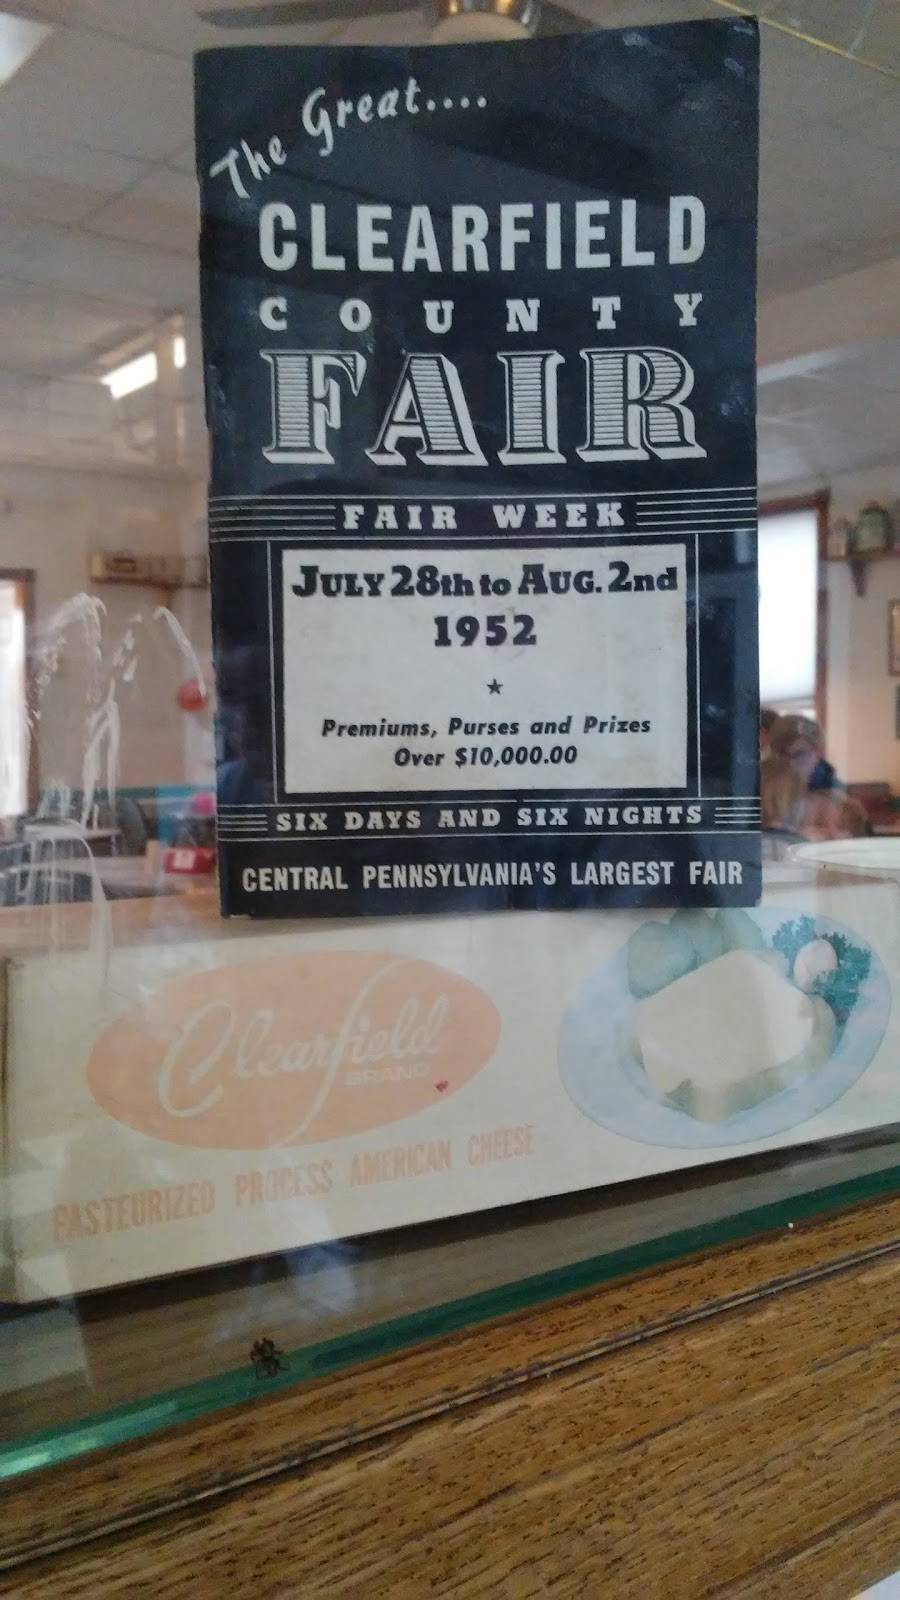 The Great....
CLEARFIELD
COUNTY
FAIR
FAIR WEEK
JULY 28th to AUG. 2nd
1952
Premiums, Purses and Prizes
Over $10,000.00
SIX DAYS AND SIX NIGHTS
CENTRAL PENNSYLVANIA'S LARGEST FAIR
Clearfield
BRAND
PASTEURIZED PROCESS AMERICAN CHEESE